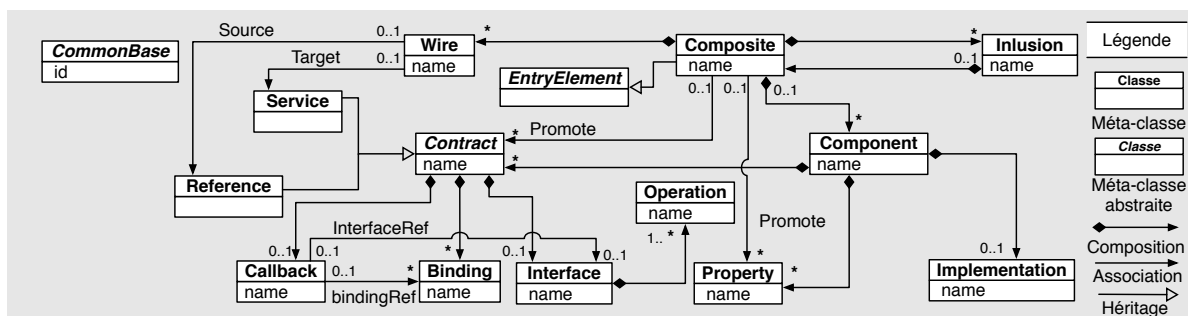 Source
0..1
Wire
name
*
Composite
name
*
Inlusion
name
Légende
CommonBase
id
Target
0..1
EntryElement
0..1
0..1
0..1
0..1
Classe
Service
Méta-classe
*
Promote
*
Contract
name
*
Component
name
Classe
Reference
Operation
name
Méta-classe
abstraite
InterfaceRef
1.. *
Promote
0..1
0..1
*
0..1
0..1
*
*
0..1
Composition
Callback
name
0..1
*
bindingRef
Binding
name
Interface
name
Property
name
Implementation
name
Association
Héritage